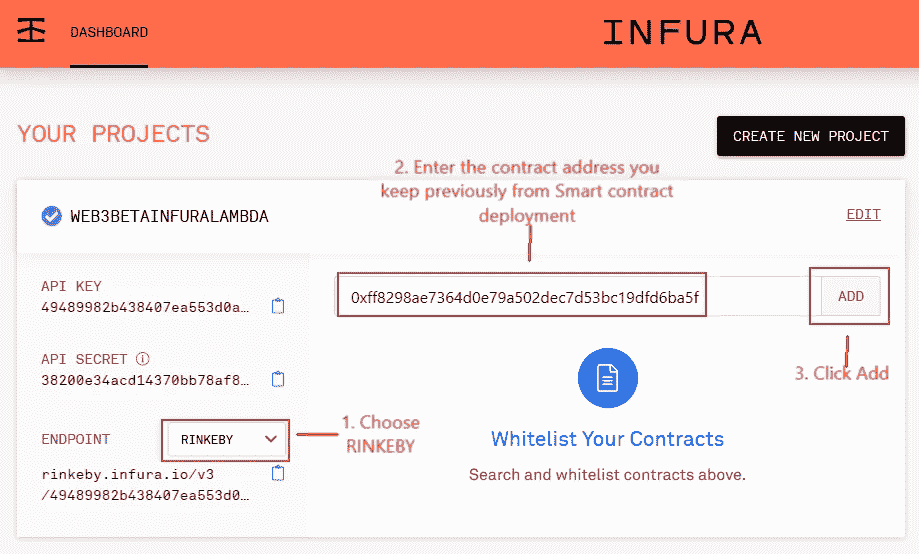 DASHBOARD
INFURA
YOUR PROJECTS
CREATE NEW PROJECT
2. Enter the contract address you
keep previously from Smart contract
deployment
WEB3BETAINFURALAMBDA
EDIT
API KEY
49489982b438407ea553d0a…
0xff8298ae7364d0e79a502dec7d53bc19dfd6ba5f
ADD
API SECRET
38200e34acd14370bb78af8…
3. Click Add
ENDPOINT
RINKEBY
1. Choose
RINKEBY
Whitelist Your Contracts
rinkeby.infura.io/v3
/49489982b438407ea553d0…
Search and whitelist contracts above.